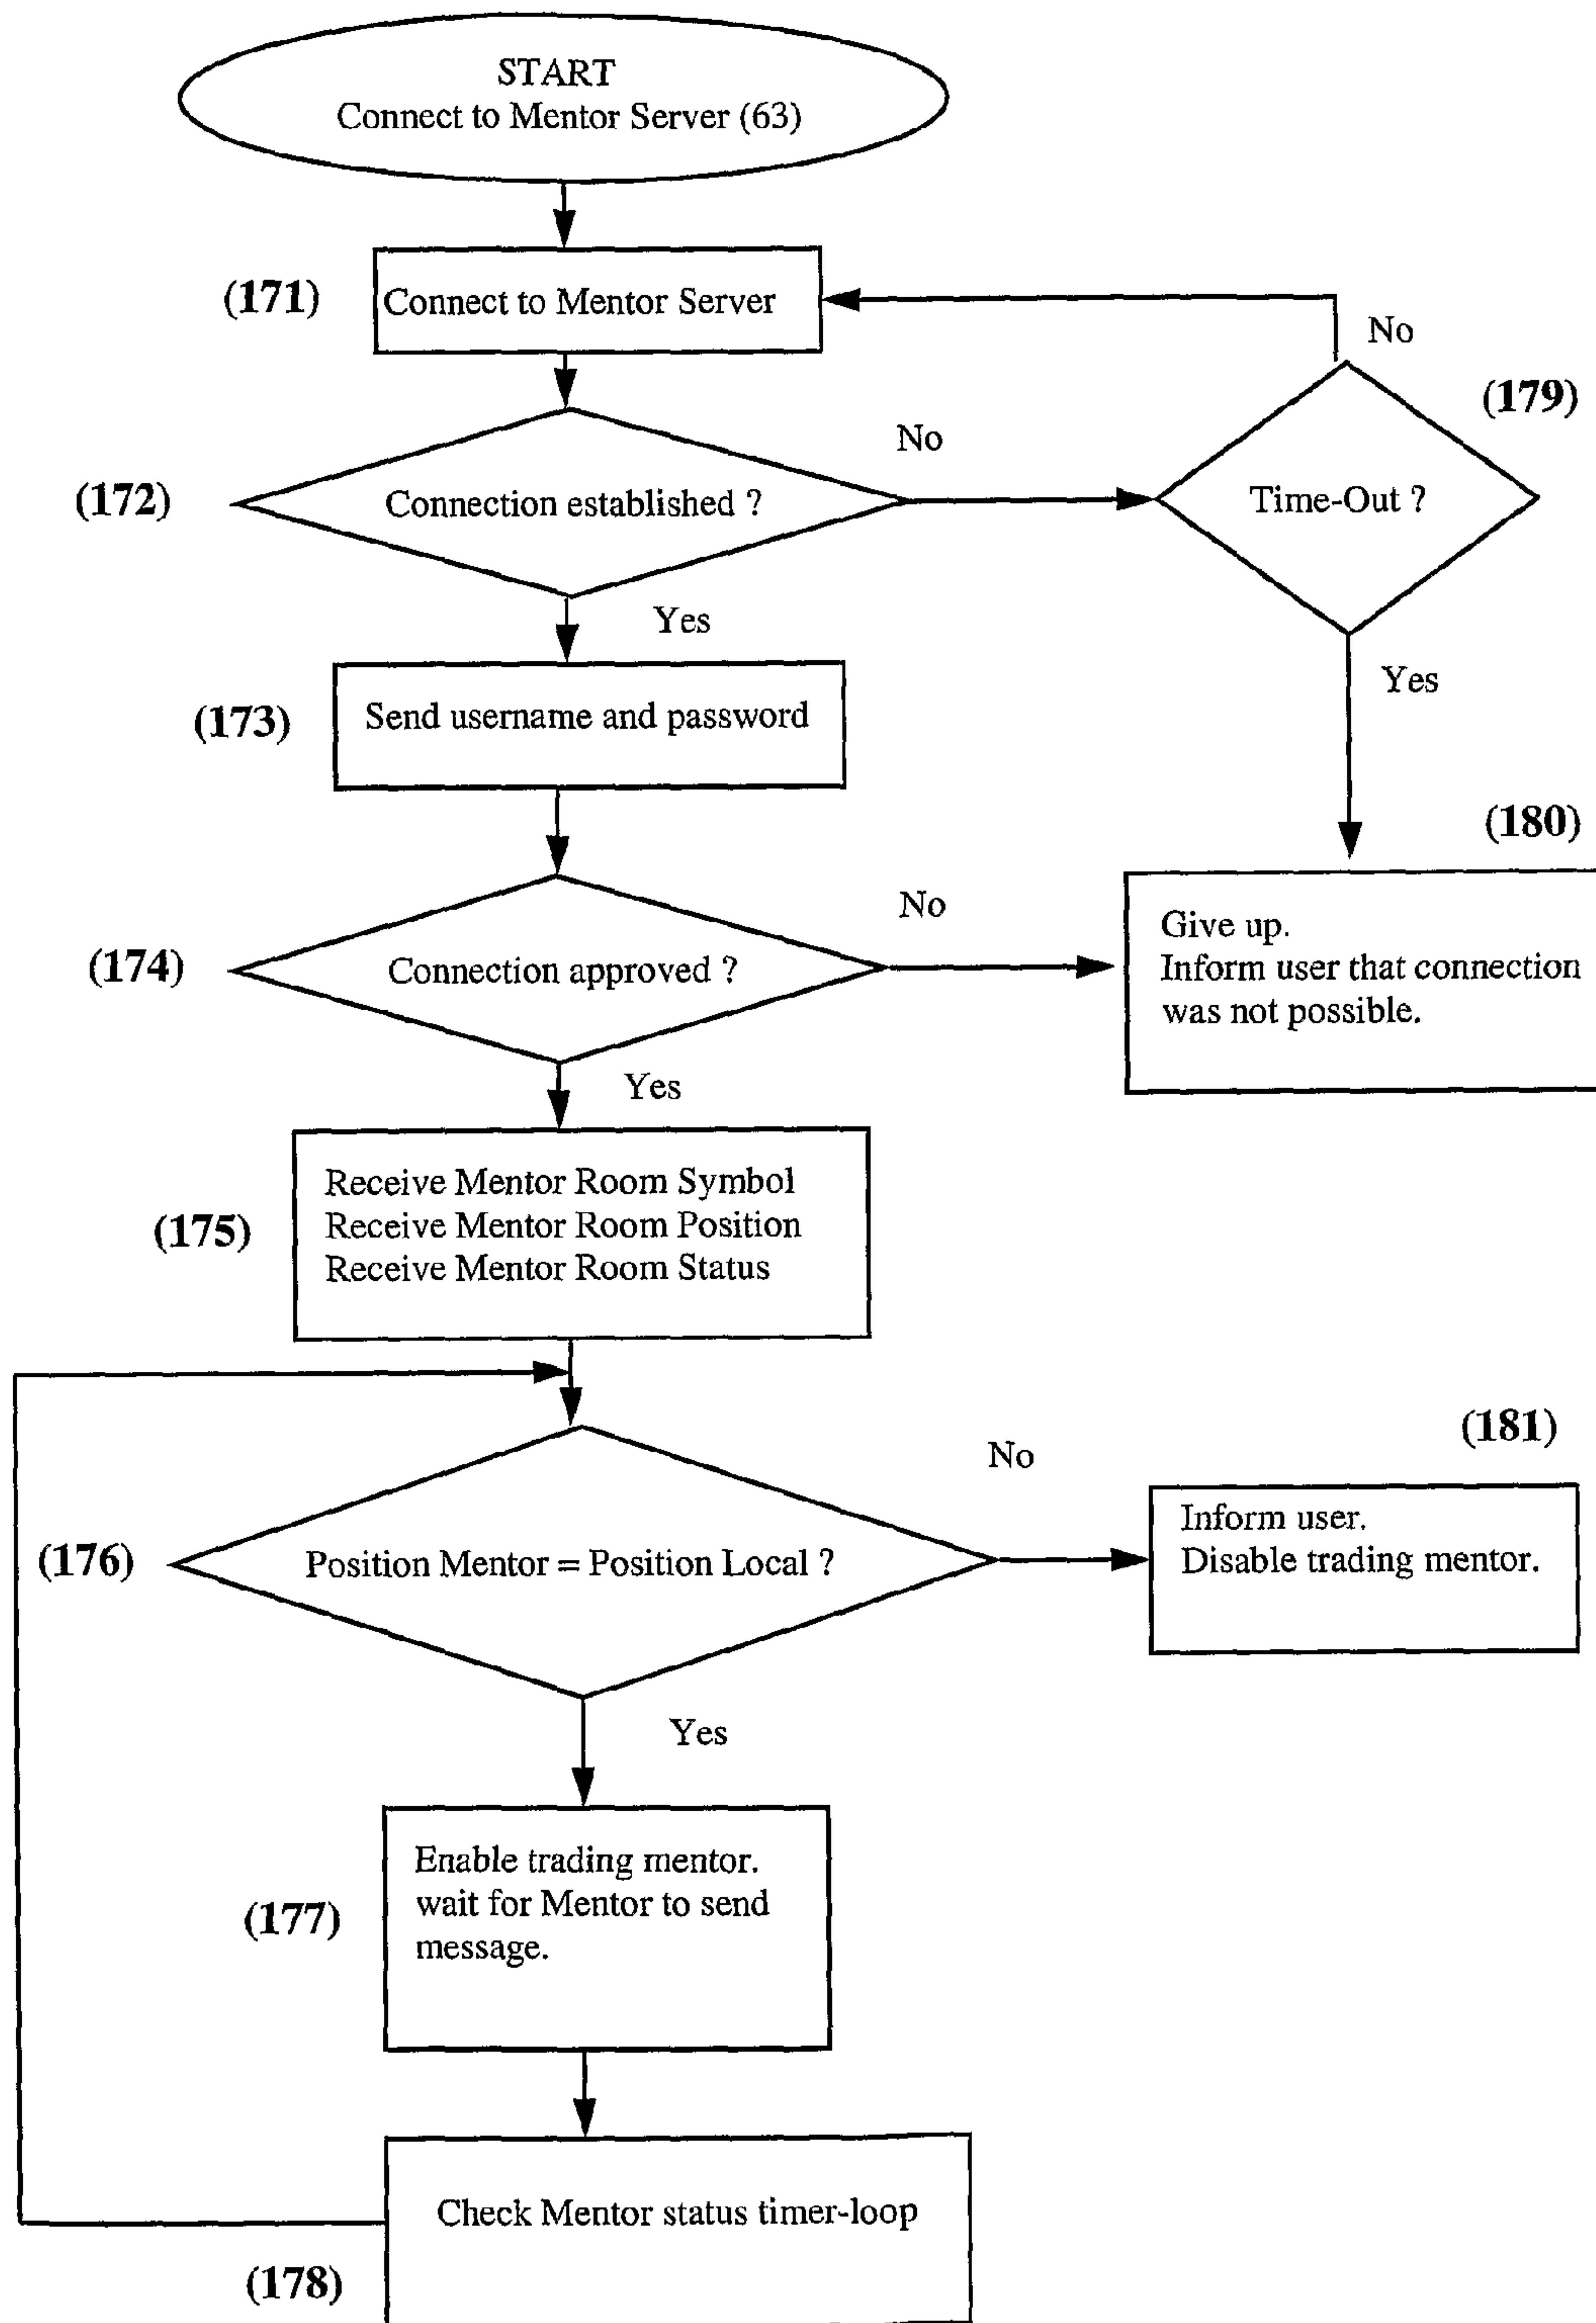 START
Connect to Mentor Server (63)
(171)
Connect to Mentor Server
No
(179)
(172)
Connection established ?
No
Time-Out ?
Yes
Yes
(173)
Send username and password
(180)
(174)
Connection approved ?
No
Give up.
Inform user that connection
was not possible.
Yes
(175)
Receive Mentor Room Symbol
Receive Mentor Room Position
Receive Mentor Room Status
(181)
(176)
Position Mentor = Position Local ?
No
Inform user.
Disable trading mentor.
Yes
(177)
Enable trading mentor.
wait for Mentor to send
message.
Check Mentor status timer-loop
(178)